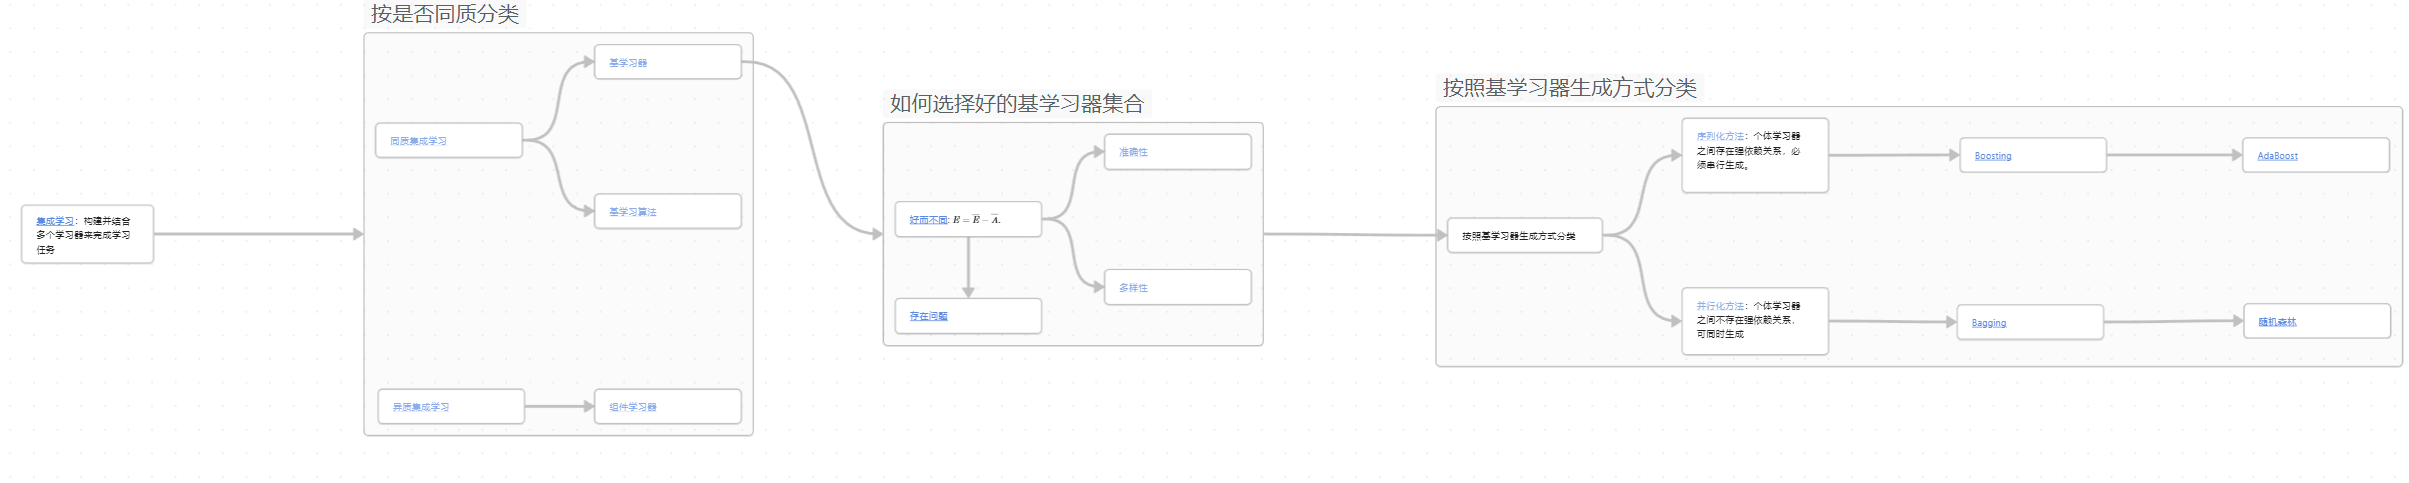 按是否同质分类
基学习器
同质集成学习
基学习算法
集成学习：构建并结合
多个学习器来完成学习
任务
异质集成学习
组件学习器
如何选择好的基学习器集合
准确性
好而不同: E = E̅ − A̅.
多样性
存在问题
按照基学习器生成方式分类
序列化方法：个体学习器
之间存在强依赖关系，必
须串行生成。
Boosting
AdaBoost
按照基学习器生成方式分类
并行化方法：个体学习器
之间不存在强依赖关系，
可同时生成
Bagging
随机森林